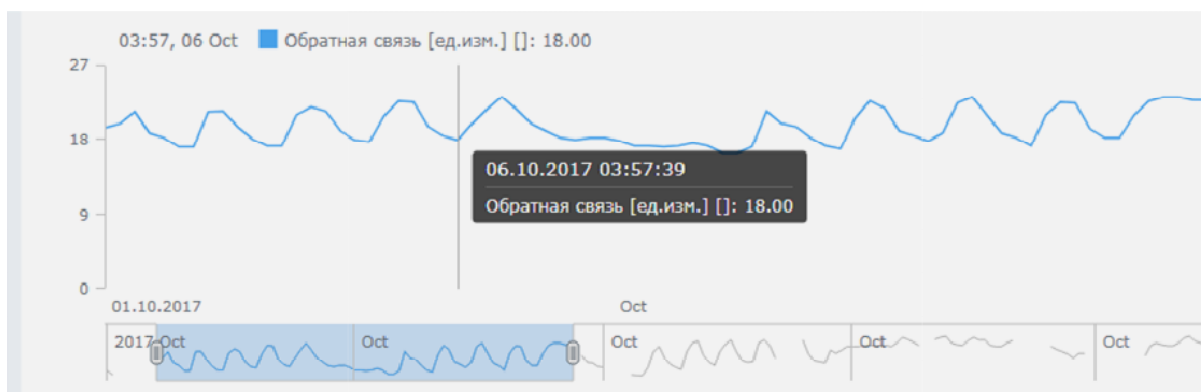 03:57, 06 Oct Обратная связь [ед.изм.] []: 18.00
27
18
06.10.2017 03:57:39
Обратная связь [ед.изм.] []: 18.00
9
0
01.10.2017 Oct
2017 Oct Oct Oct Oct Oct